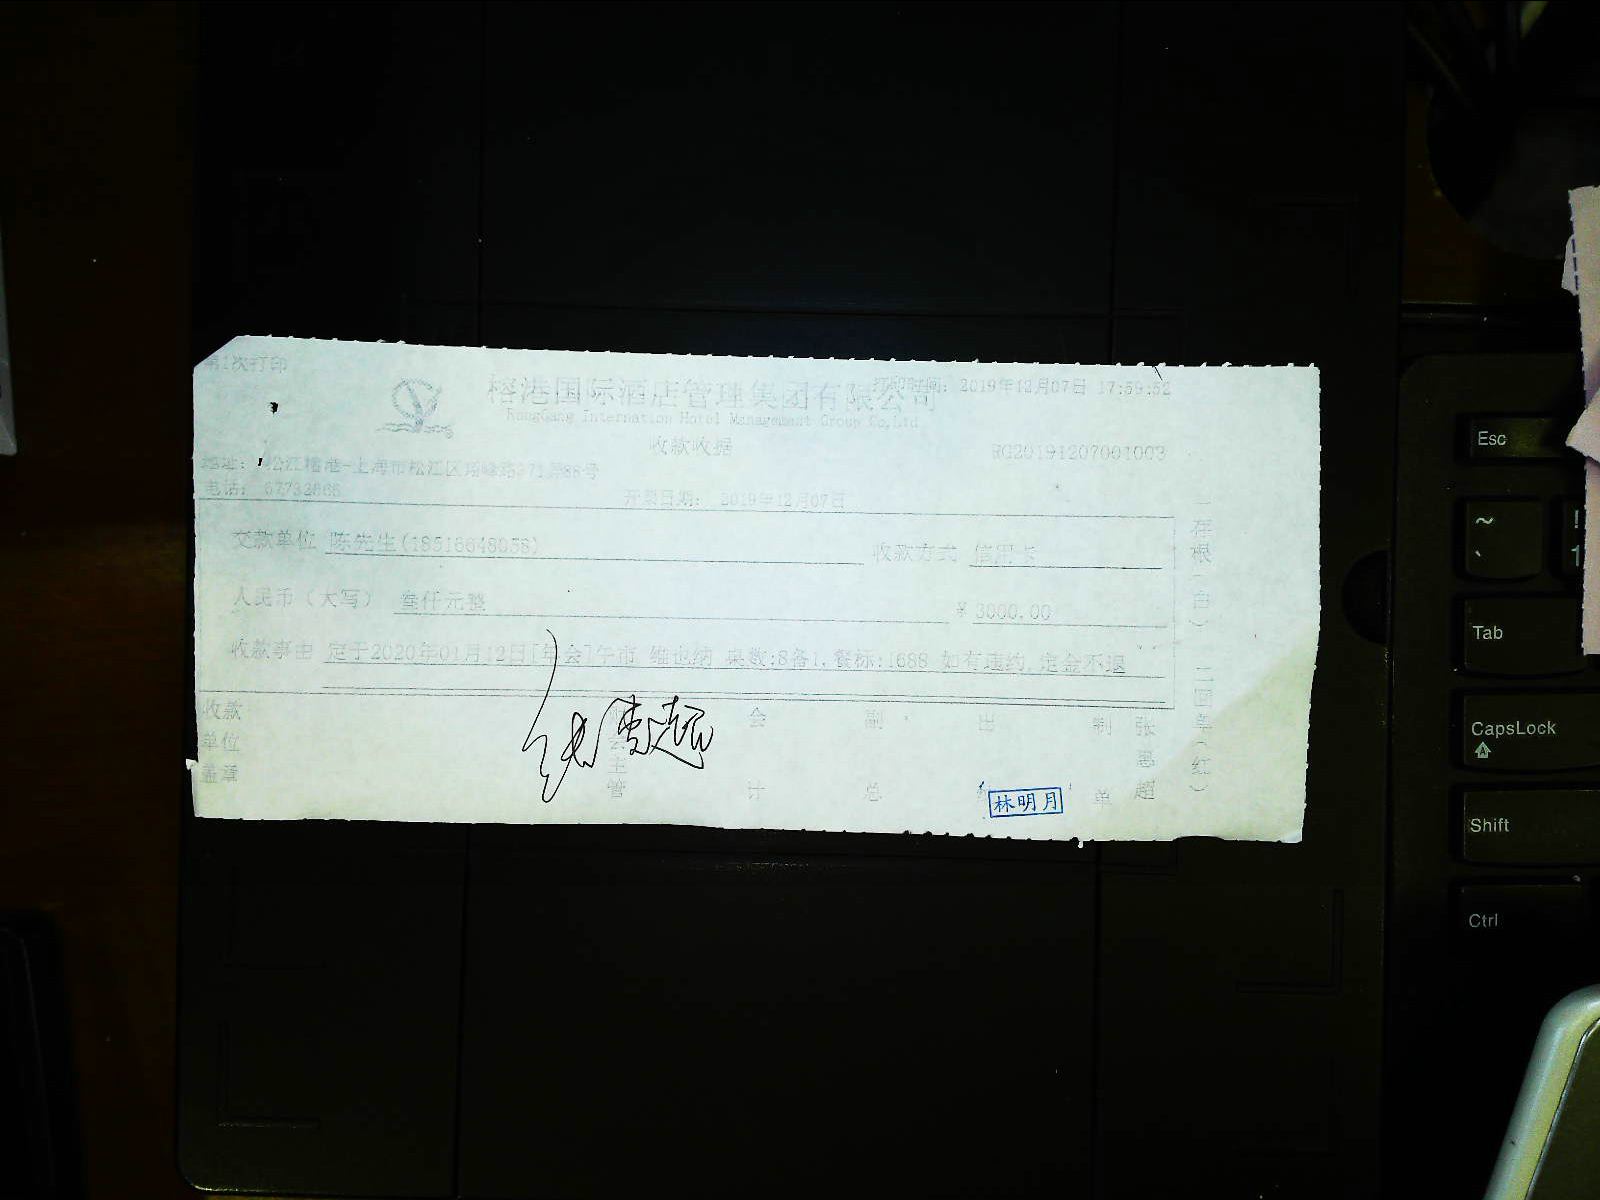 第1次打印
榕港国际酒店管理集团有限公司
打印时间：2019年12月07日 17:59:52
RongGang Internation Hotel Management Group Co,Ltd
收款收据
RG20191207001003
地址：松江榕港-上海市松江区
电话：
开票日期：2019年12月07日
交款单位 陈先生(18516648058)
收款方式 信用卡
人民币（大写） 叁仟元整
¥ 3000.00
收款事由 定于2020年01月12日[年会]午市 维也纳 桌数:8备1,餐标:1688 如有违约,定金不退
收款单位盖章
会计
副总
出
制单
张思超
林明月
一存根（白）
二回单（红）
Esc
~
!
1
Tab
CapsLock
Shift
Ctrl